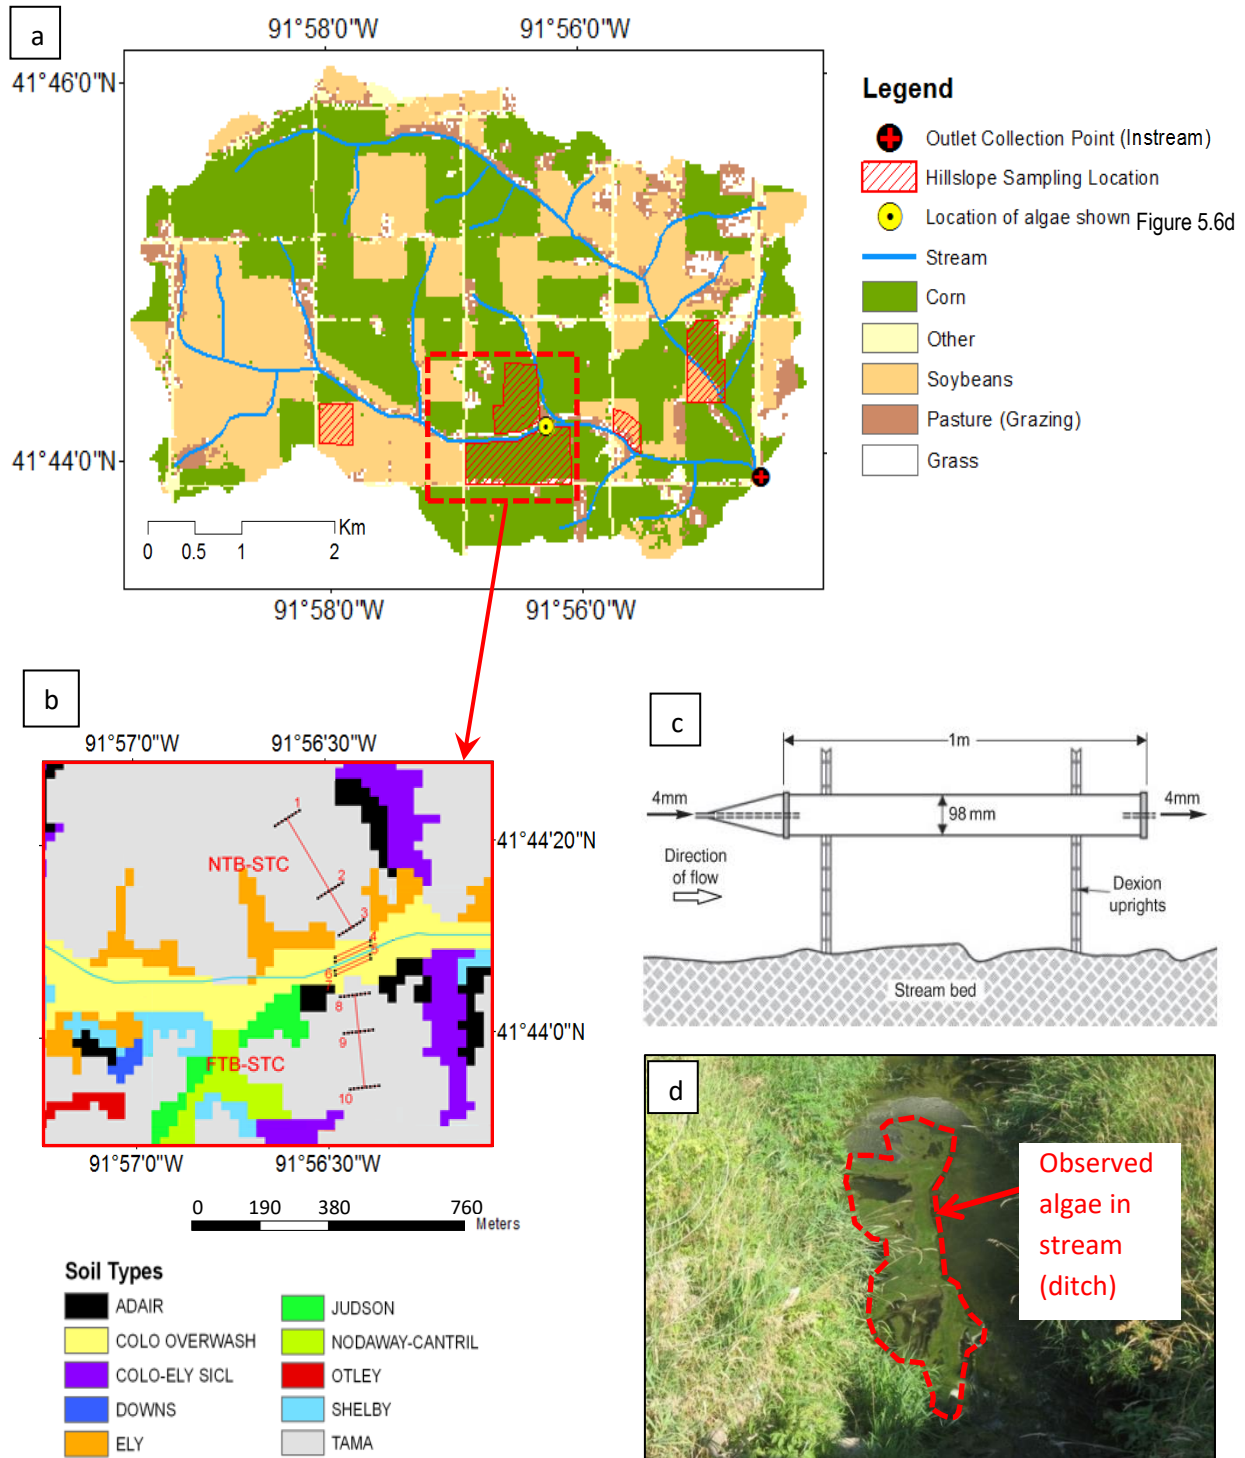 a
91°58'0"W
91°56'0"W
41°46'0"N
41°44'0"N
Km
0 0.5 1 2
91°58'0"W
91°56'0"W
Legend
Outlet Collection Point (Instream)
Hillslope Sampling Location
Location of algae shown Figure 5.6d
Stream
Corn
Other
Soybeans
Pasture (Grazing)
Grass
b
91°57'0"W
91°56'30"W
41°44'20"N
41°44'0"N
1
NTB-STC
2
3
4
5
6
8
9
FTB-STC
10
91°57'0"W
91°56'30"W
0 190 380 760
Meters
Soil Types
ADAIR
COLO OVERWASH
COLO-ELY SICL
DOWNS
ELY
JUDSON
NODAWAY-CANTRIL
OTLEY
SHELBY
TAMA
c
1m
4mm
98 mm
4mm
Direction
of flow
Dexion
uprights
Stream bed
d
Observed
algae in
stream
(ditch)